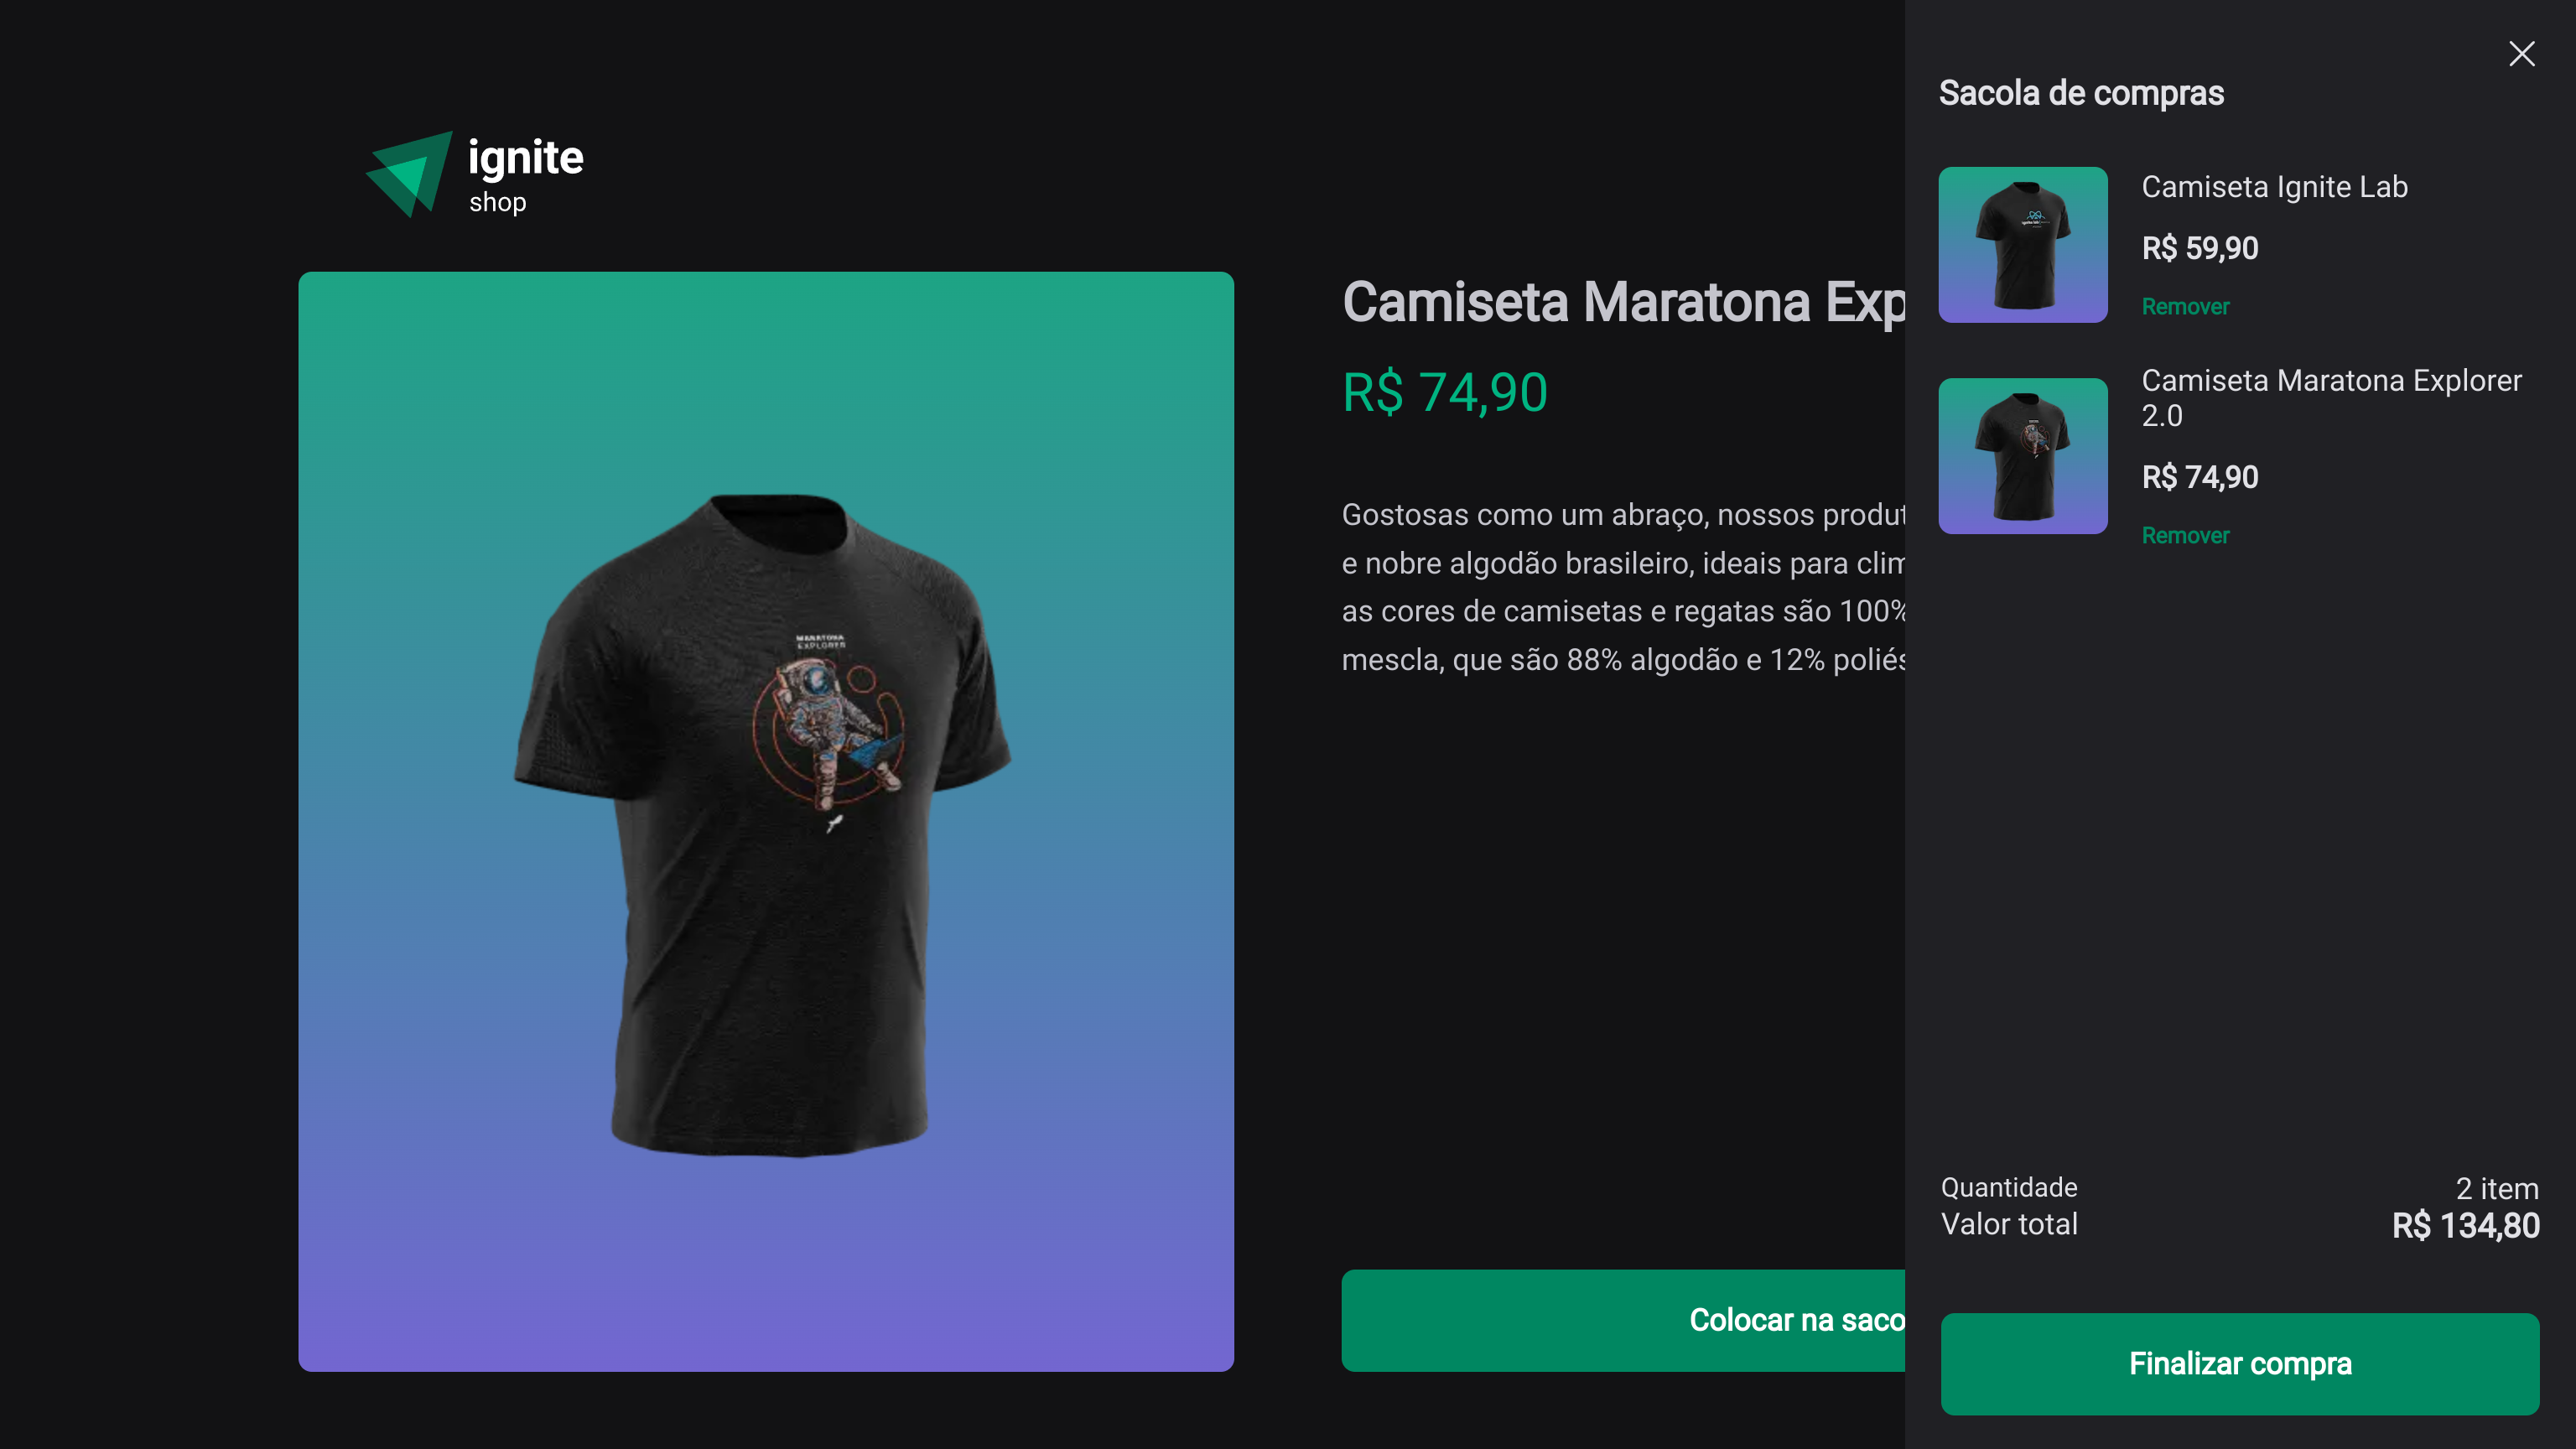 ignite
shop
Camiseta Maratona Exp
R$ 74,90
Gostosas como um abraço, nossos produt
e nobre algodão brasileiro, ideais para clim
as cores de camisetas e regatas são 100%
mescla, que são 88% algodão e 12% poliés
MARATONA
EXPLORER
Colocar na saco
Sacola de compras
Camiseta Ignite Lab
R$ 59,90
Remover
Camiseta Maratona Explorer
2.0
R$ 74,90
Remover
Quantidade
2 item
Valor total
R$ 134,80
Finalizar compra